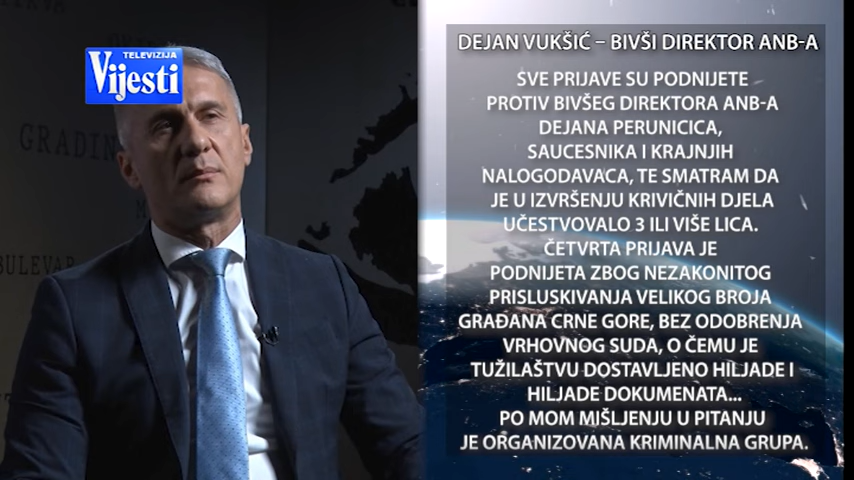 TELEVIZIJA
Vijesti
GRADIN
BULEVAR
DEJAN VUKŠIĆ – BIVŠI DIREKTOR ANB-A
SVE PRIJAVE SU PODNIJETE
PROTIV BIVŠEG DIREKTORA ANB-A
DEJANA PERUNICICA,
SAUCESNIKA I KRAJNJIH
NALOGODAVACA, TE SMATRAM DA
JE U IZVRŠENJU KRIVIČNIH DJELA
UČESTVOVALO 3 ILI VIŠE LICA.
ČETVRTA PRIJAVA JE
PODNIJETA ZBOG NEZAKONITOG
PRISLUSKIVANJA VELIKOG BROJA
GRAĐANA CRNE GORE, BEZ ODOBRENJA
VRHOVNOG SUDA, O ČEMU JE
TUŽILAŠTVU DOSTAVLJENO HILJADE I
HILJADE DOKUMENATA...
PO MOM MIŠLJENJU U PITANJU
JE ORGANIZOVANA KRIMINALNA GRUPA.